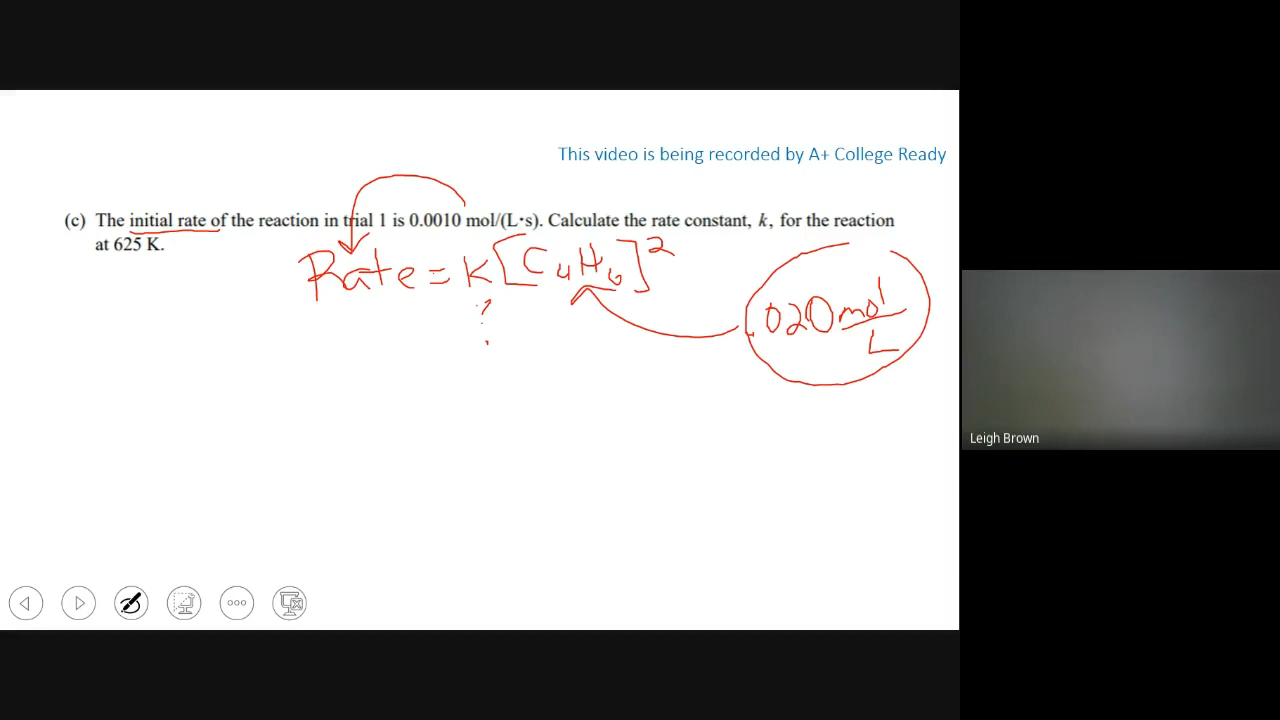 This video is being recorded by A+ College Ready
(c) The initial rate of the reaction in trial 1 is 0.0010 mol/(L·s). Calculate the rate constant, k, for the reaction
at 625 K.
Rate = k[C₄H₆]²
?
.020 mol/L
Leigh Brown